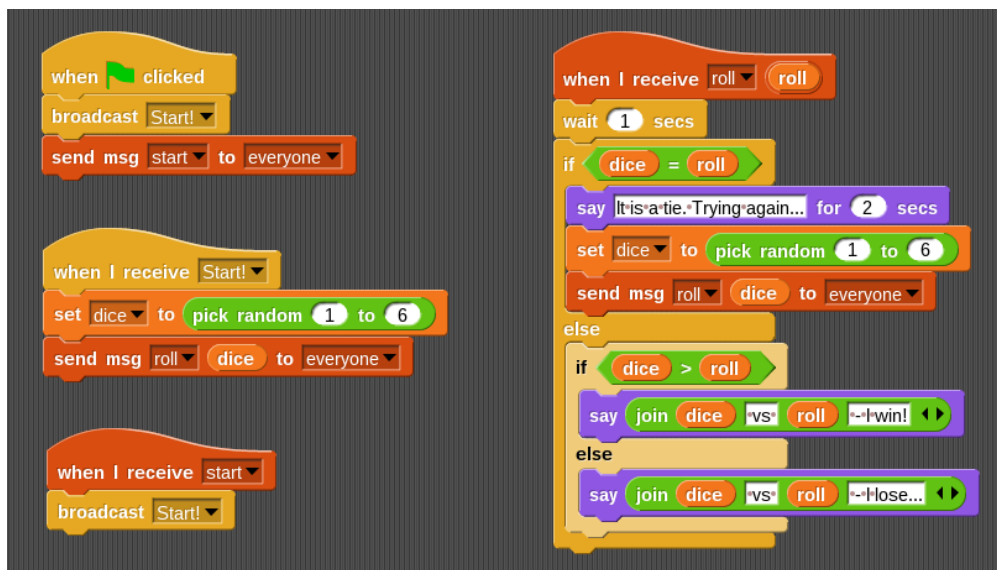 when clicked
broadcast Start!
send msg start to everyone
when I receive Start!
set dice to pick random 1 to 6
send msg roll dice to everyone
when I receive start
broadcast Start!
when I receive roll roll
wait 1 secs
if dice = roll
say It is a tie. Trying again... for 2 secs
set dice to pick random 1 to 6
send msg roll dice to everyone
else
if dice > roll
say join dice vs roll - I win!
else
say join dice vs roll - I lose...